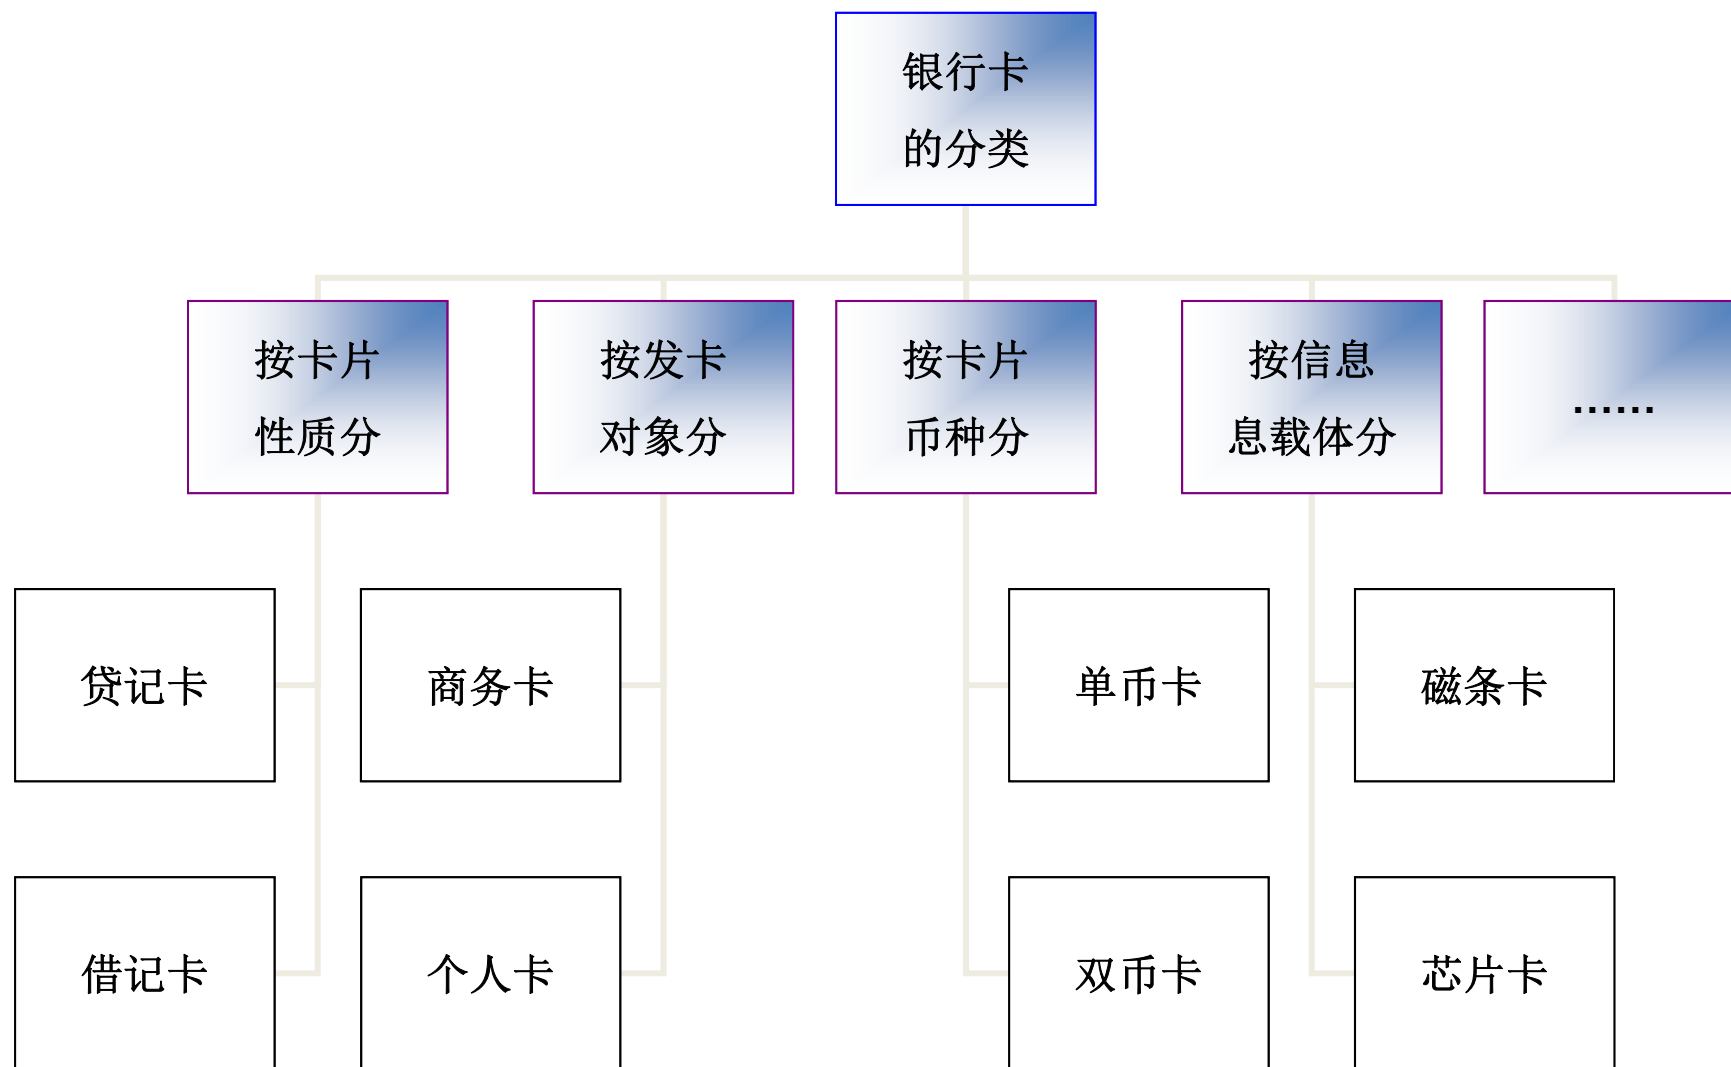 银行卡
的分类
按卡片
性质分
按发卡
对象分
按卡片
币种分
按信息
息载体分
......
贷记卡
商务卡
单币卡
磁条卡
借记卡
个人卡
双币卡
芯片卡